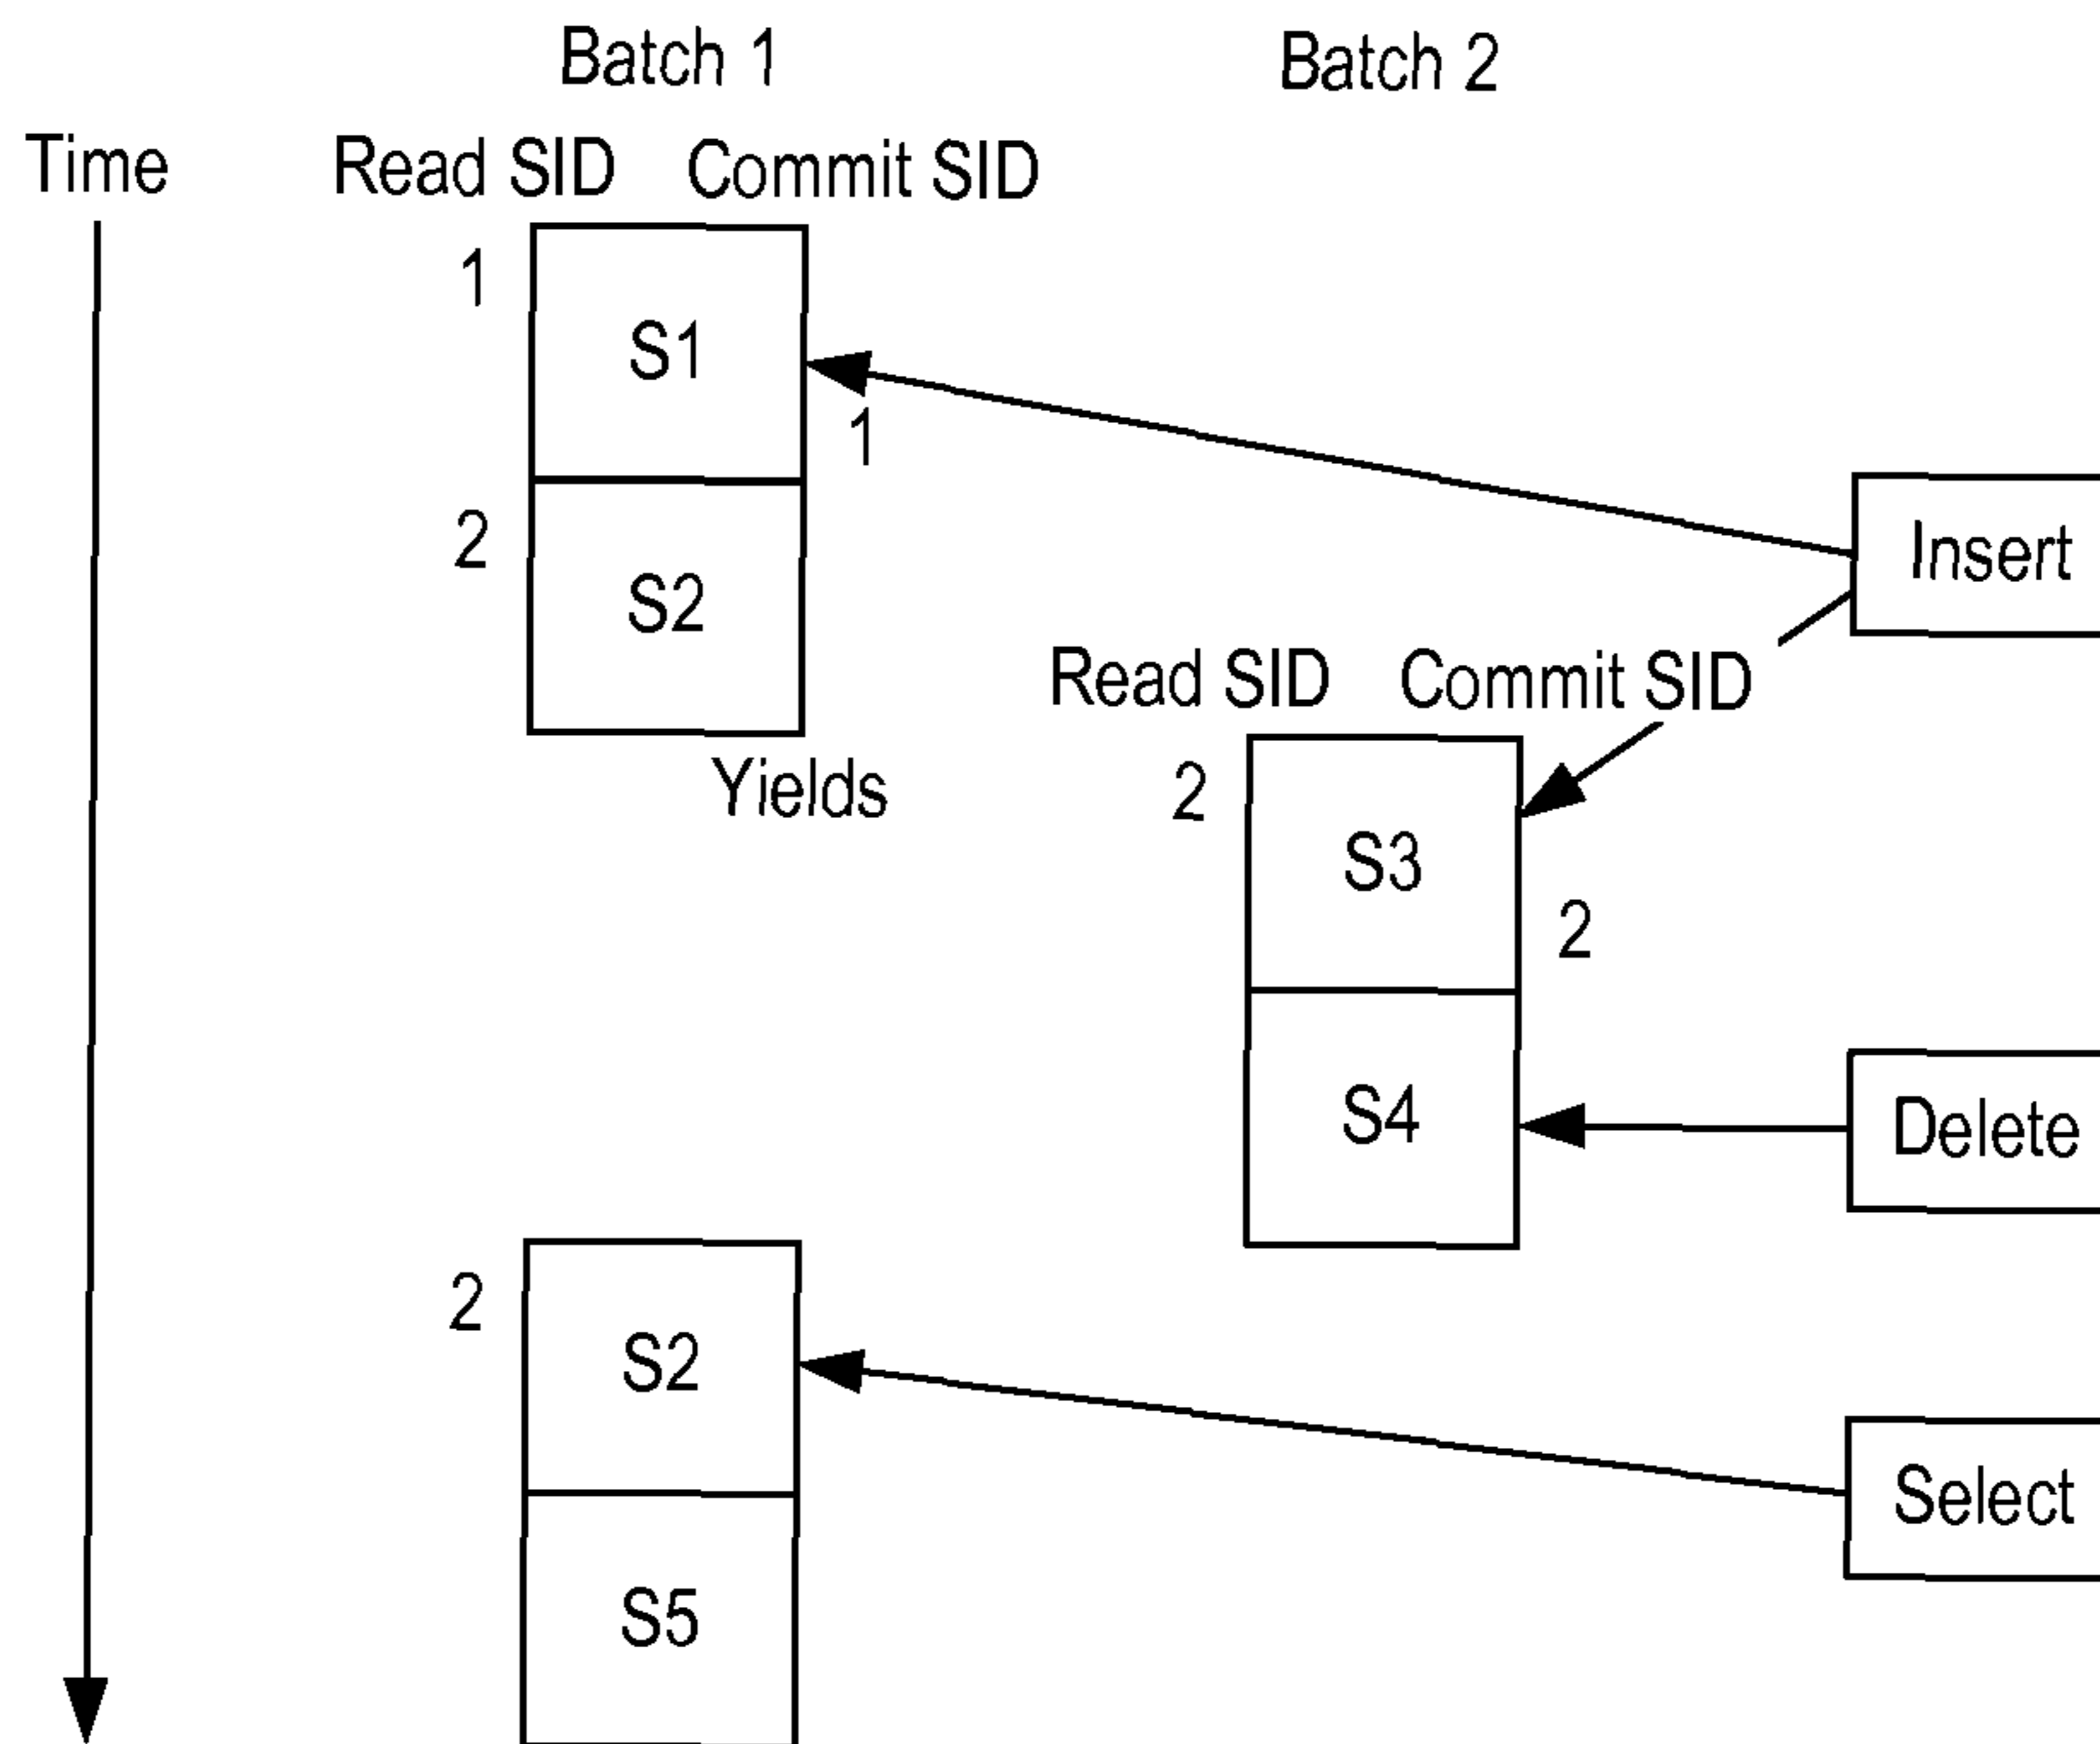 Batch 1 Batch 2
Time Read SID Commit SID
1
S1
1
2
S2
Insert
Read SID Commit SID
Yields
2
S3
2
S4
Delete
2
S2
Select
S5